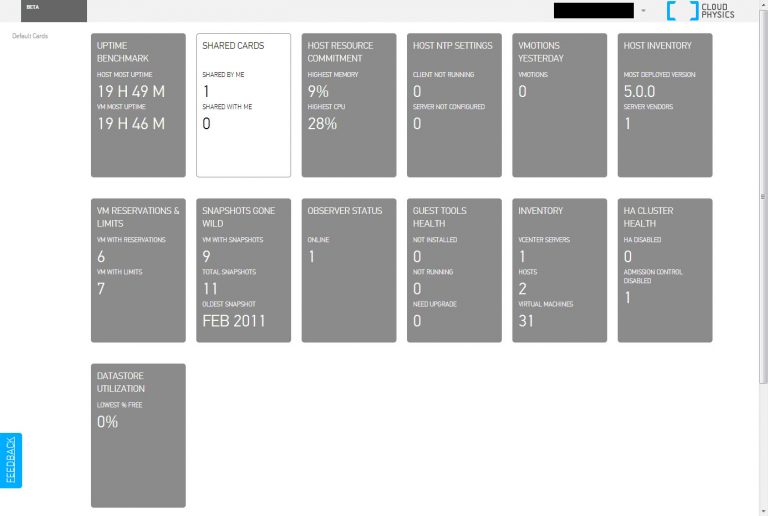 BETA
CLOUD
PHYSICS
Default Cards
UPTIME
BENCHMARK
HOST MOST UPTIME
19 H 49 M
VM MOST UPTIME
19 H 46 M
SHARED CARDS
SHARED BY ME
1
SHARED WITH ME
0
HOST RESOURCE
COMMITMENT
HIGHEST MEMORY
9%
HIGHEST CPU
28%
HOST NTP SETTINGS
CLIENT NOT RUNNING
0
SERVER NOT CONFIGURED
0
VMOTIONS
YESTERDAY
VMOTIONS
0
HOST INVENTORY
MOST DEPLOYED VERSION
5.0.0
SERVER VENDORS
1
VM RESERVATIONS &
LIMITS
VM WITH RESERVATIONS
6
VM WITH LIMITS
7
SNAPSHOTS GONE
WILD
VM WITH SNAPSHOTS
9
TOTAL SNAPSHOTS
11
OLDEST SNAPSHOT
FEB 2011
OBSERVER STATUS
ONLINE
1
GUEST TOOLS
HEALTH
NOT INSTALLED
0
NOT RUNNING
0
NEED UPGRADE
0
INVENTORY
VCENTER SERVERS
1
HOSTS
2
VIRTUAL MACHINES
31
HA CLUSTER
HEALTH
HA DISABLED
0
ADMISSION CONTROL
DISABLED
1
DATASTORE
UTILIZATION
LOWEST % FREE
0%
FEEDBACK